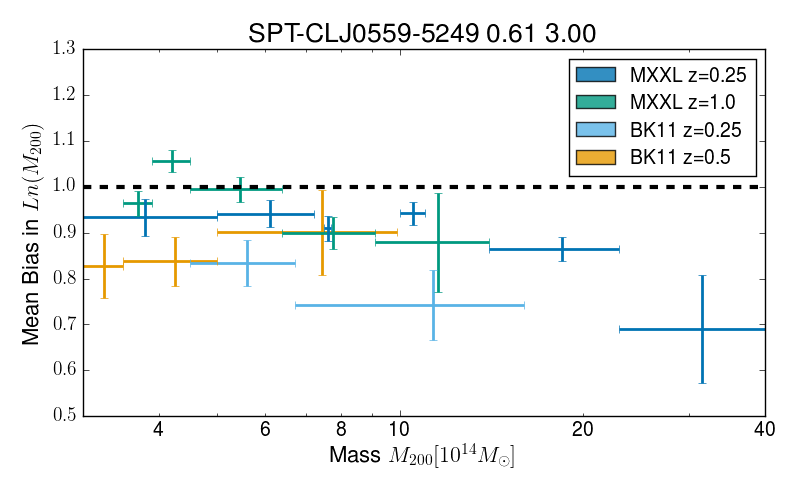 SPT-CLJ0559-5249 0.61 3.00
1.3
1.2
1.1
1.0
0.9
0.8
0.7
0.6
0.5
Mean Bias in Ln(M₂₀₀)
MXXL z=0.25
MXXL z=1.0
BK11 z=0.25
BK11 z=0.5
4 6 8 10 20 40
Mass M₂₀₀[10¹⁴M☉]